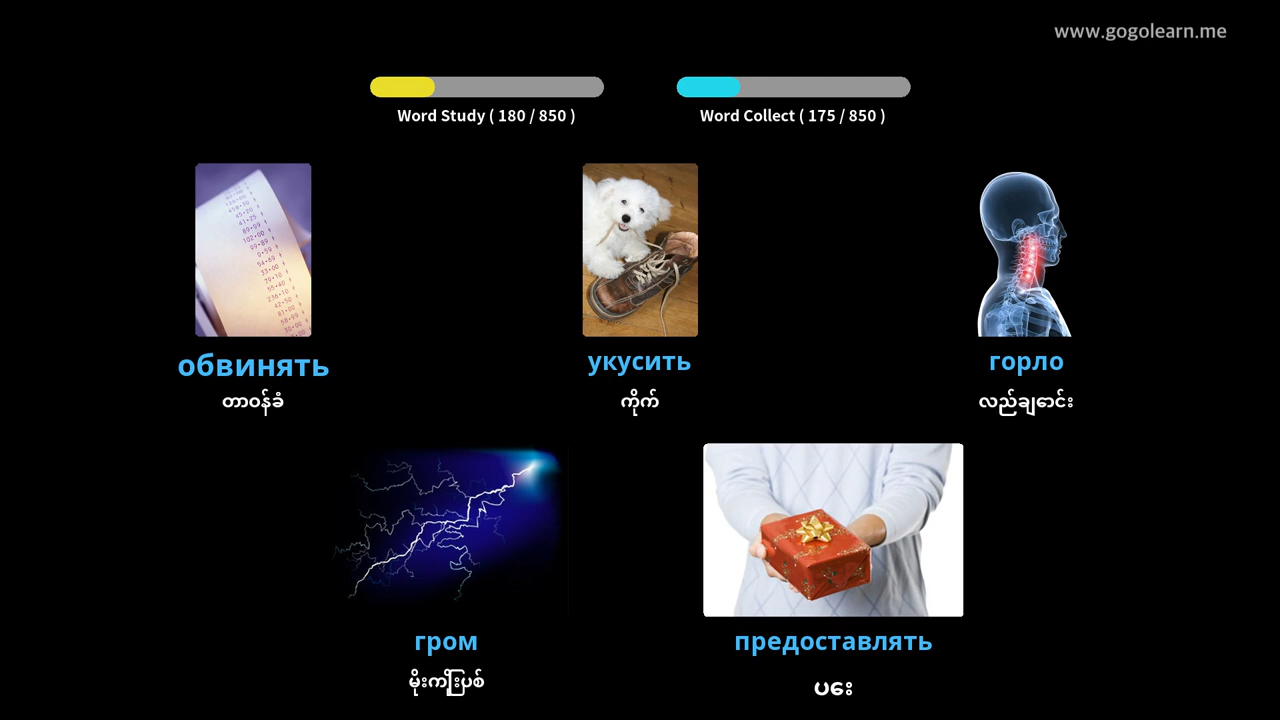 www.gogolearn.me
Word Study ( 180 / 850 )
Word Collect ( 175 / 850 )
обвинять
တာဝန်ခံ
укусить
ကိုက်
горло
လည်ချောင်း
гром
မိုးကြိုးပစ်
предоставлять
ပေး